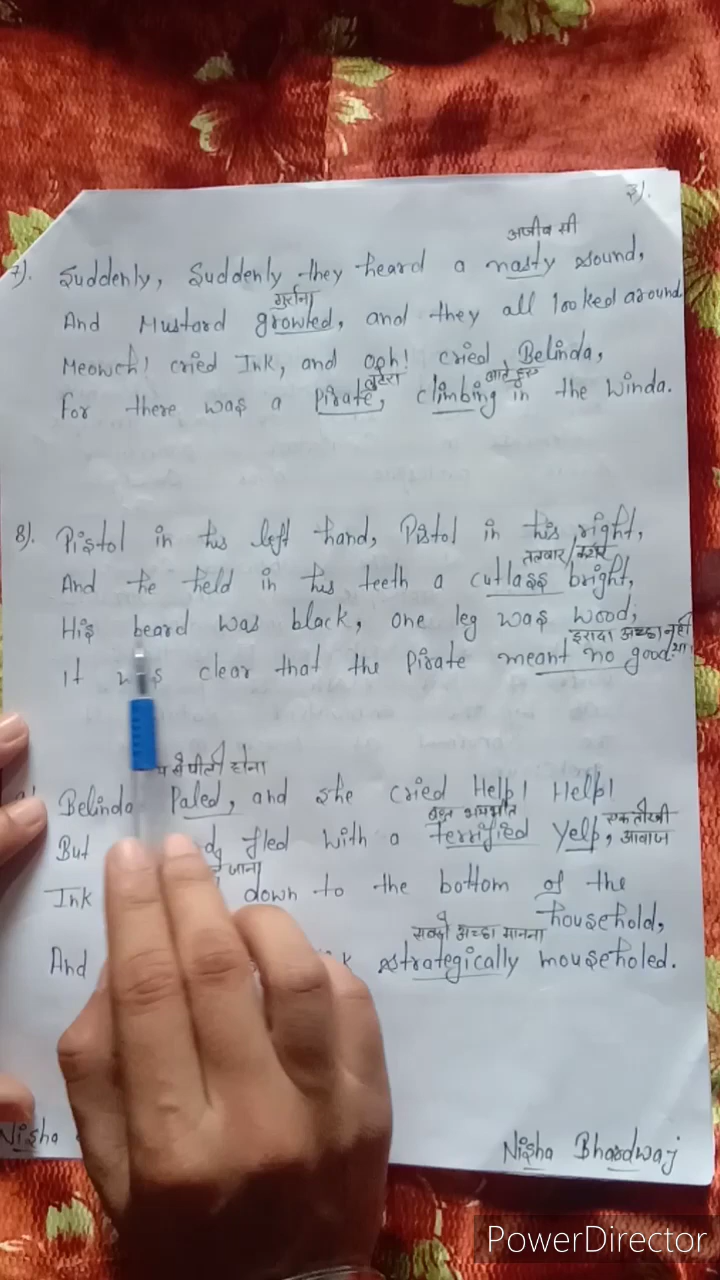 3).
अजीब सी
7). Suddenly, Suddenly they heard a nasty sound,
गुर्राना
And Mustard growled, and they all looked around
Meowch! cried Ink, and ooh! cried Belinda,
लुटेरा आते हुए
For there was a pirate, climbing in the winda.
8). Pistol in his left hand, Pistol in his right,
तलवार/कटार
And he held in his teeth a cutlass bright,
His beard was black, one leg was wood;
इरादा अच्छा नहीं था।
it was clear that the Pirate meant no good.
से पीली होना
Belinda Paled, and she cried Help! Help!
भयभीत एक तीखी
But fled with a terrified Yelp, आवाज
जाना
Ink down to the bottom of the
household,
सबसे अच्छा मानना
And strategically mouseholed.
Nisha
Nisha Bhardwaj
PowerDirector